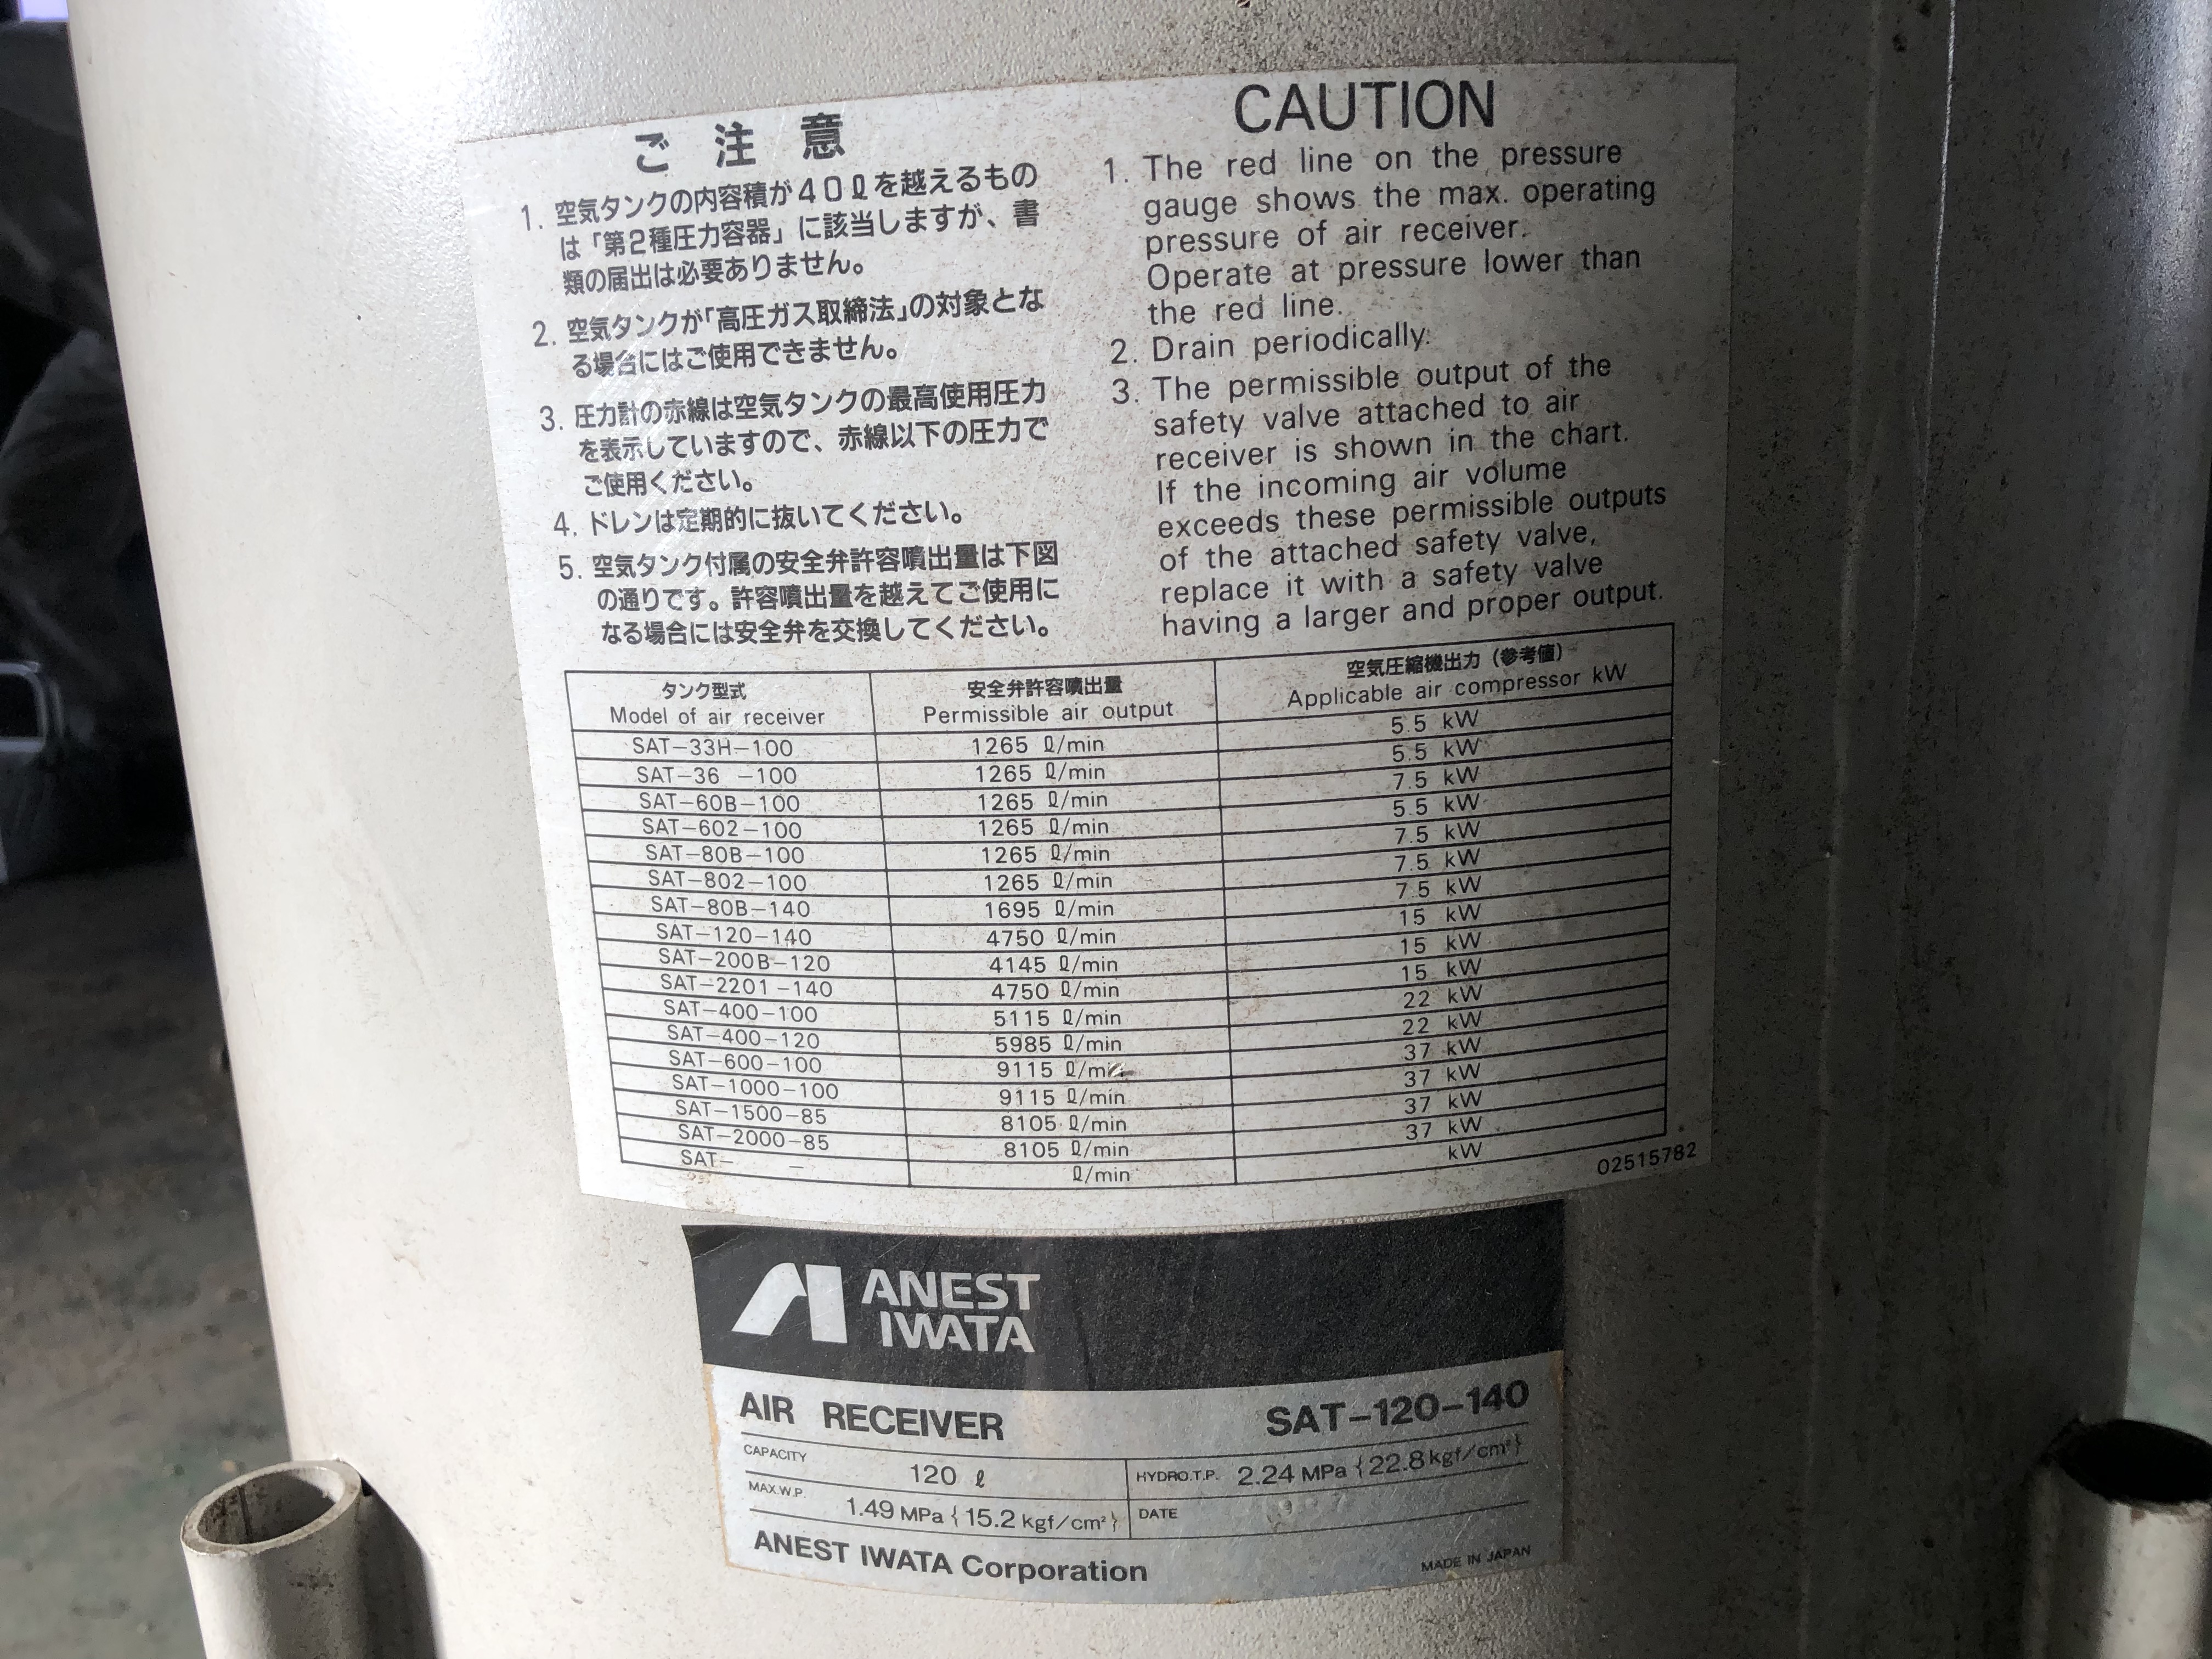 ご注意
1. 空気タンクの内容積が40ℓを越えるもの
は「第2種圧力容器」に該当しますが、書
類の届出は必要ありません。
2. 空気タンクが「高圧ガス取締法」の対象とな
る場合にはご使用できません。
3. 圧力計の赤線は空気タンクの最高使用圧力
を表示していますので、赤線以下の圧力で
ご使用ください。
4. ドレンは定期的に抜いてください。
5. 空気タンク付属の安全弁許容噴出量は下図
の通りです。許容噴出量を越えてご使用に
なる場合には安全弁を交換してください。
CAUTION
1. The red line on the pressure
gauge shows the max. operating
pressure of air receiver.
Operate at pressure lower than
the red line.
2. Drain periodically.
3. The permissible output of the
safety valve attached to air
receiver is shown in the chart.
If the incoming air volume
exceeds these permissible outputs
of the attached safety valve,
replace it with a safety valve
having a larger and proper output.
タンク型式 安全弁許容噴出量 空気圧縮機出力(参考値)
Model of air receiver Permissible air output Applicable air compressor kW
SAT-33H-100 1265 ℓ/min 5.5 kW
SAT-36 -100 1265 ℓ/min 5.5 kW
SAT-60B-100 1265 ℓ/min 7.5 kW
SAT-602-100 1265 ℓ/min 5.5 kW
SAT-80B-100 1265 ℓ/min 7.5 kW
SAT-802-100 1265 ℓ/min 7.5 kW
SAT-80B-140 1695 ℓ/min 7.5 kW
SAT-120-140 4750 ℓ/min 15 kW
SAT-200B-120 4145 ℓ/min 15 kW
SAT-2201-140 4750 ℓ/min 15 kW
SAT-400-100 5115 ℓ/min 22 kW
SAT-400-120 5985 ℓ/min 22 kW
SAT-600-100 9115 ℓ/min 37 kW
SAT-1000-100 9115 ℓ/min 37 kW
SAT-1500-85 8105 ℓ/min 37 kW
SAT-2000-85 8105 ℓ/min 37 kW
SAT- - ℓ/min kW
02515782
ANEST
IWATA
AIR RECEIVER SAT-120-140
CAPACITY 120 ℓ HYDRO.T.P. 2.24 MPa {22.8 kgf/cm²}
MAX.W.P. 1.49 MPa {15.2 kgf/cm²} DATE
ANEST IWATA Corporation MADE IN JAPAN